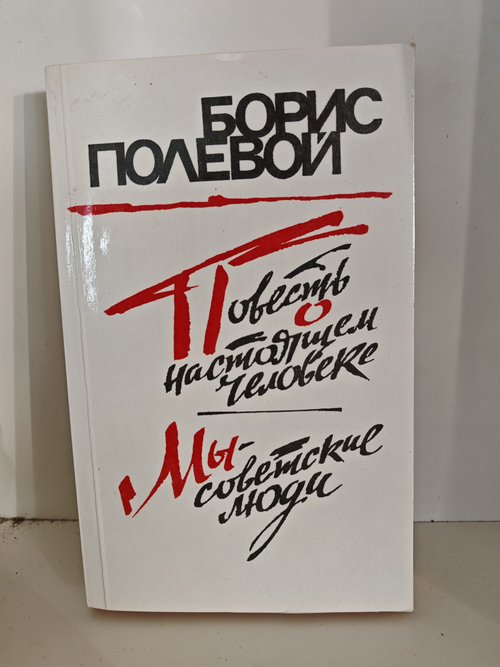 БОРИС
ПОЛЕВОЙ
Повесть
о
настоящем
человеке
Мы-
советские
люди